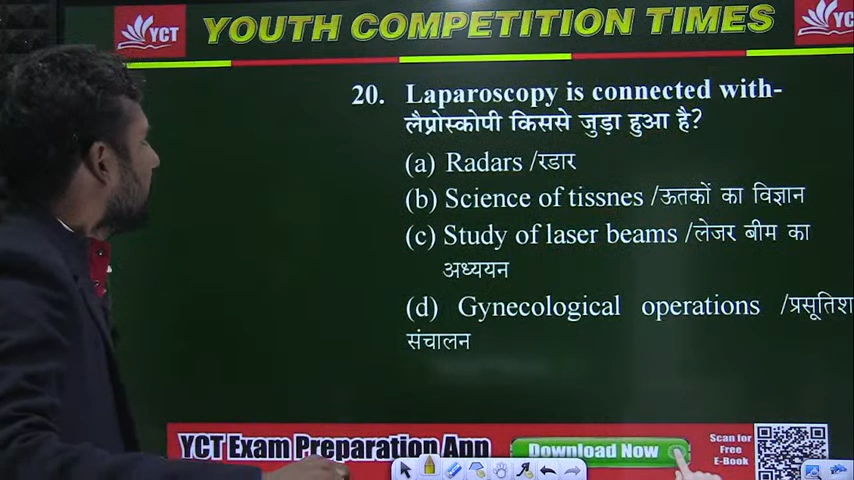 YCT
YOUTH COMPETITION TIMES
YCT
20. Laparoscopy is connected with-
लैप्रोस्कोपी किससे जुड़ा हुआ है?
(a) Radars /रडार
(b) Science of tissnes /ऊतकों का विज्ञान
(c) Study of laser beams /लेजर बीम का
अध्ययन
(d) Gynecological operations /प्रसूतिश
संचालन
YCT Exam Preparation App
Download Now
Scan for
Free
E-Book